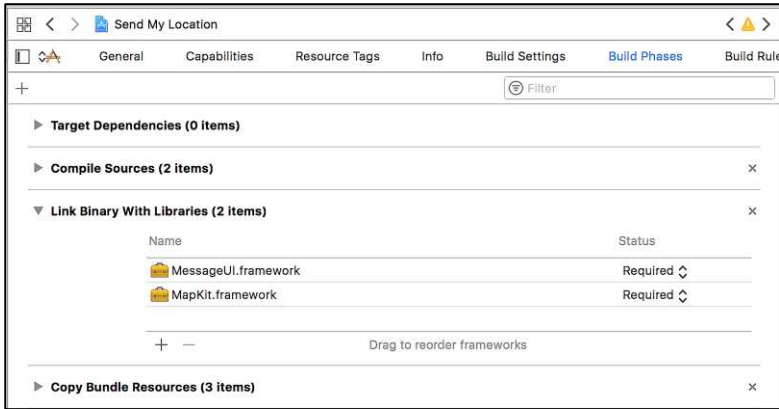 Send My Location
General Capabilities Resource Tags Info Build Settings Build Phases Build Rule
Filter
Target Dependencies (0 items)
Compile Sources (2 items)
Link Binary With Libraries (2 items)
Name Status
MessageUI.framework Required
MapKit.framework Required
Drag to reorder frameworks
Copy Bundle Resources (3 items)